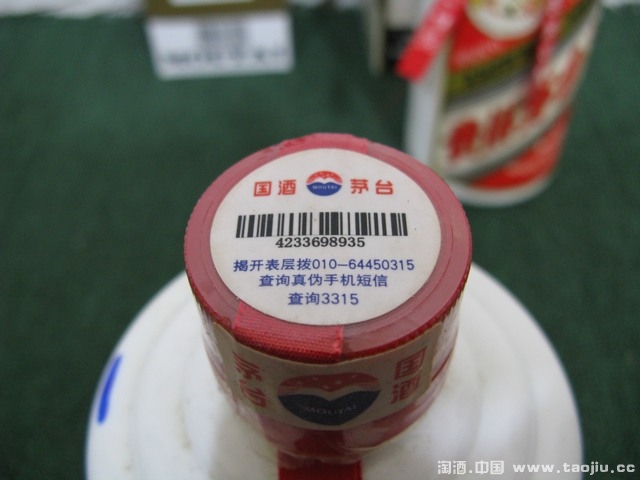 国酒 MOUTAI 茅台
4233698935
揭开表层拨010-64450315
查询真伪手机短信
查询3315
茅台 MOUTAI 国酒
淘酒.中国 www.taojiu.cc